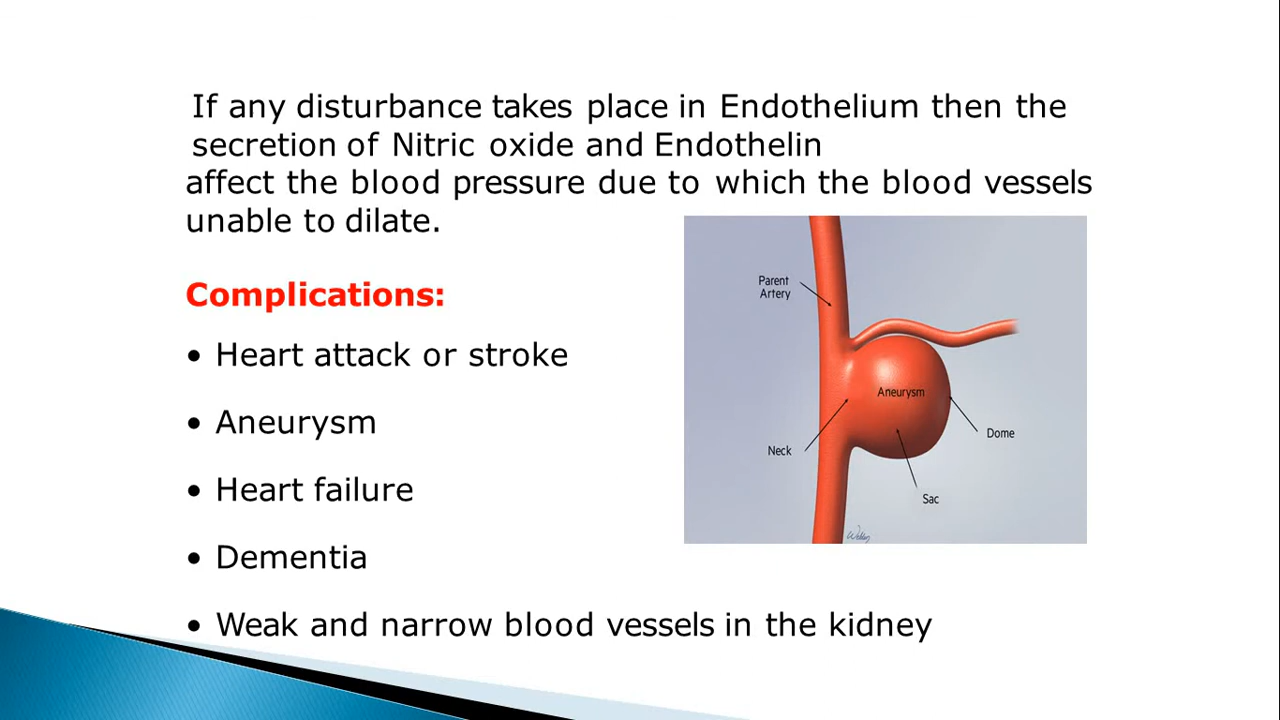 If any disturbance takes place in Endothelium then the
secretion of Nitric oxide and Endothelin
affect the blood pressure due to which the blood vessels
unable to dilate.
Complications:
• Heart attack or stroke
• Aneurysm
• Heart failure
• Dementia
• Weak and narrow blood vessels in the kidney
Parent
Artery
Aneurysm
Neck
Dome
Sac